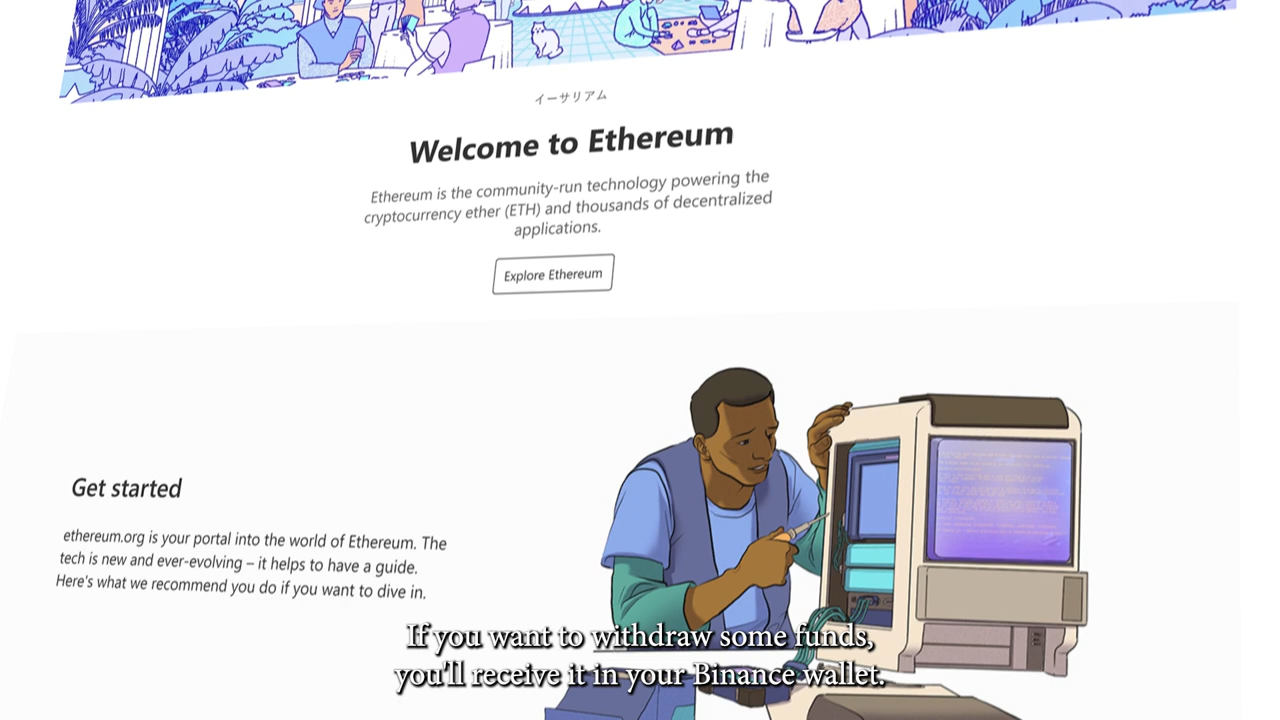 イーサリアム
Welcome to Ethereum
Ethereum is the community-run technology powering the
cryptocurrency ether (ETH) and thousands of decentralized
applications.
Explore Ethereum
Get started
ethereum.org is your portal into the world of Ethereum. The
tech is new and ever-evolving – it helps to have a guide.
Here's what we recommend you do if you want to dive in.
If you want to withdraw some funds,
you'll receive it in your Binance wallet.